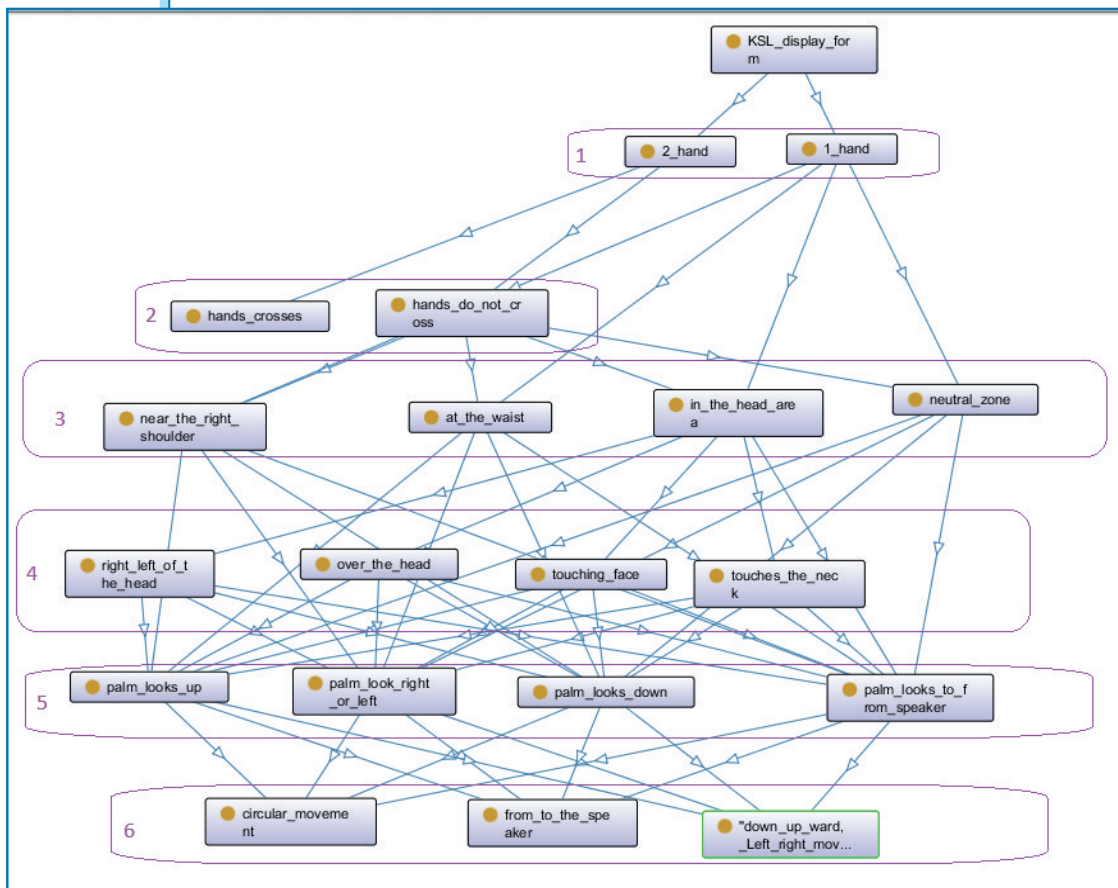 KSL_display_for
m
1
2_hand
1_hand
2
hands_crosses
hands_do_not_cr
oss
3
near_the_right_
shoulder
at_the_waist
in_the_head_are
a
neutral_zone
4
right_left_of_t
he_head
over_the_head
touching_face
touches_the_nec
k
5
palm_looks_up
palm_look_right
_or_left
palm_looks_down
palm_looks_to_f
rom_speaker
6
circular_moveme
nt
from_to_the_spe
aker
"down_up_ward,
_Left_right_mov...